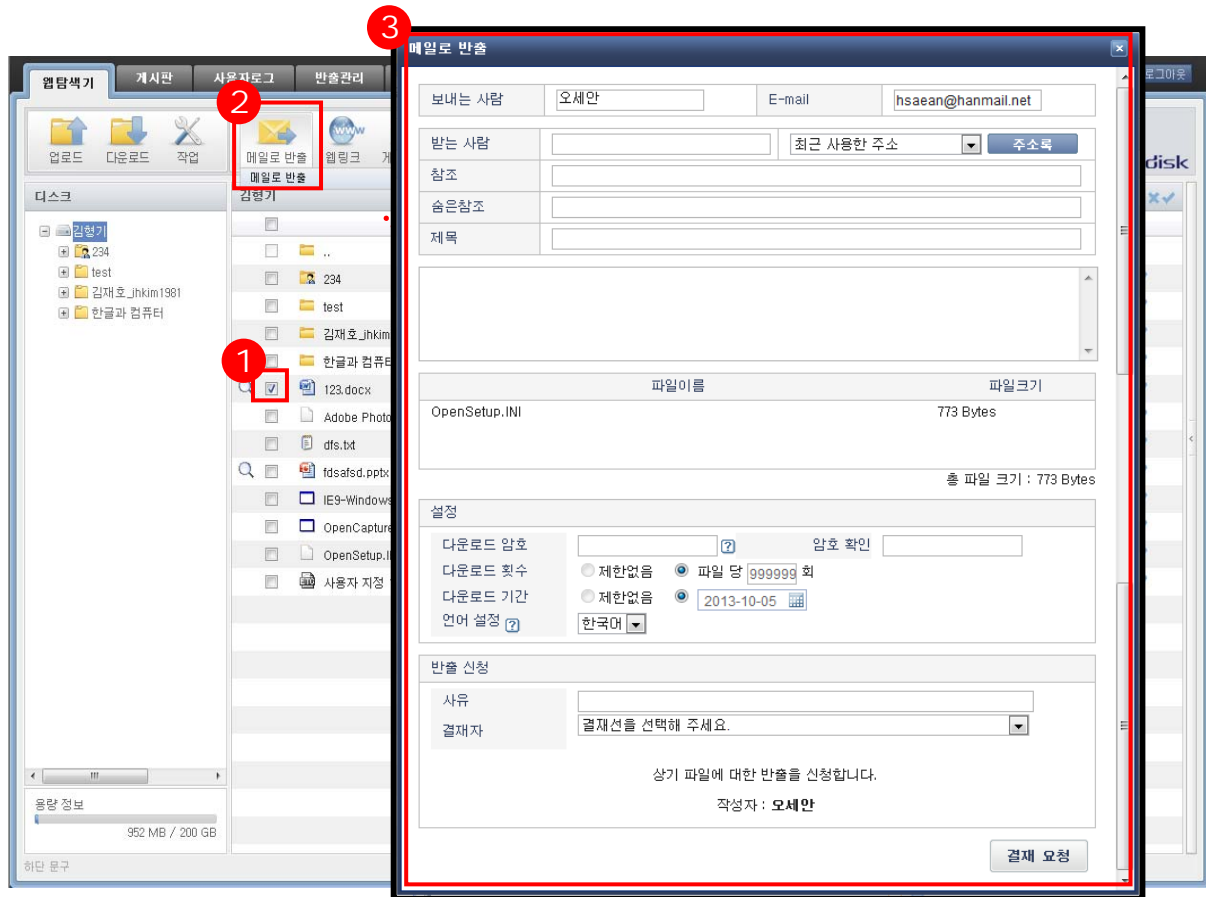 3
메일로 반출
웹탐색기 게시판 사용자로그 반출관리 로그아웃
2
업로드 다운로드 작업 메일로 반출 웹링크
메일로 반출
disk
디스크
김형기
김형기
234
test
김재호_jhkim1981
한글과 컴퓨터
..
234
test
김재호_jhkim
한글과 컴퓨터
1
123.docx
Adobe Photo
dfs.txt
fdsafsd.pptx
IE9-Windows
OpenCapture
OpenSetup.I
사용자 지정
용량 정보
952 MB / 200 GB
하단 문구
보내는 사람 오세안 E-mail hsaean@hanmail.net
받는 사람 최근 사용한 주소 주소록
참조
숨은참조
제목
파일이름 파일크기
OpenSetup.INI 773 Bytes
총 파일 크기 : 773 Bytes
설정
다운로드 암호 ? 암호 확인
다운로드 횟수 제한없음 파일 당 999999 회
다운로드 기간 제한없음 2013-10-05
언어 설정 ? 한국어
반출 신청
사유
결재자 결재선을 선택해 주세요.
상기 파일에 대한 반출을 신청합니다.
작성자 : 오세안
결재 요청